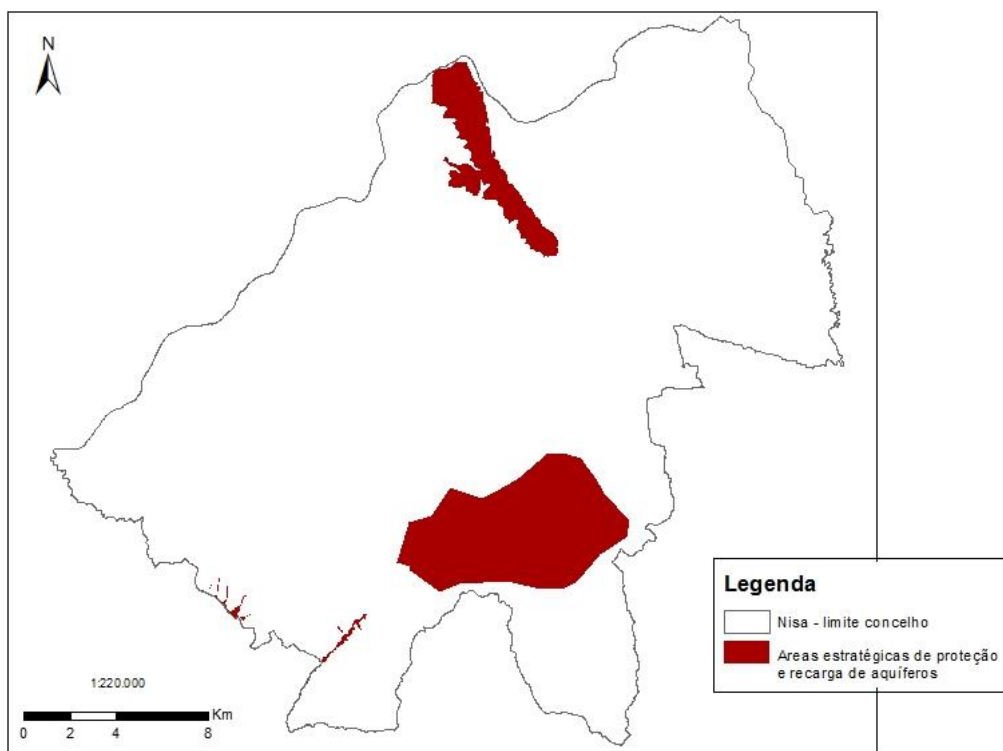 N
Legenda
Nisa - limite concelho
Areas estratégicas de proteção
e recarga de aquíferos
1:220.000
Km
0 2 4 8